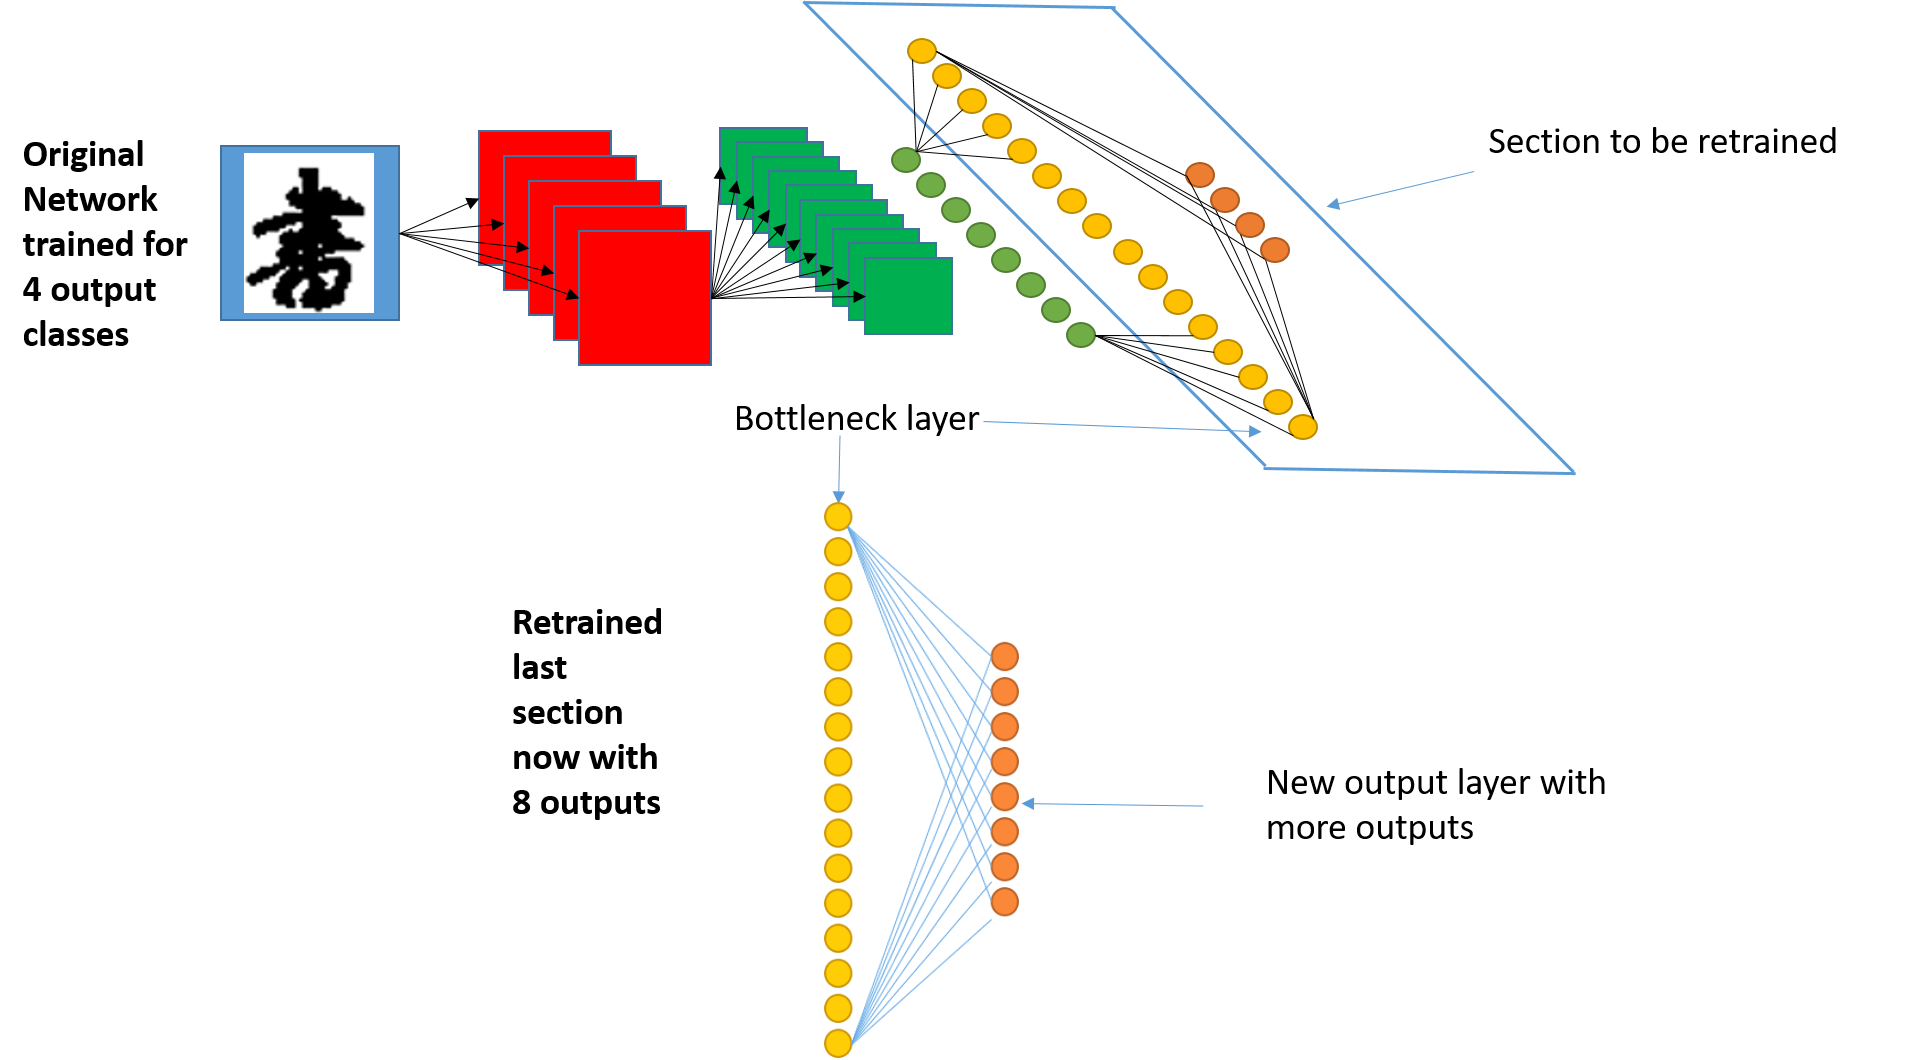 Original
Network
trained for
4 output
classes
Section to be retrained
Bottleneck layer
Retrained
last
section
now with
8 outputs
New output layer with
more outputs